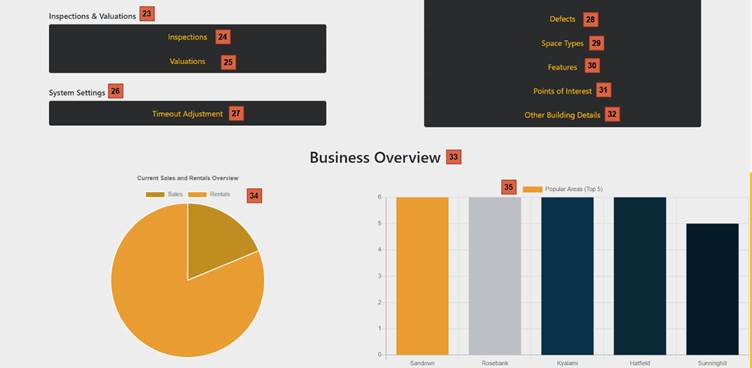 Inspections & Valuations 23
Inspections 24
Valuations 25
System Settings 26
Timeout Adjustment 27
Defects 28
Space Types 29
Features 30
Points of Interest 31
Other Building Details 32
Business Overview 33
Current Sales and Rentals Overview
Sales Rentals 34
35 Popular Areas (Top 5)
6
5
4
3
2
1
0
Sandown Rosebank Kyalami Hatfield Sunninghill